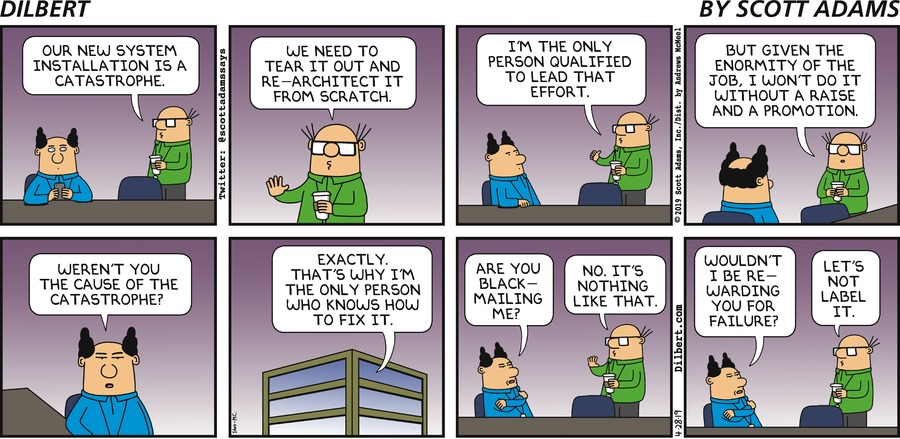 DILBERT
BY SCOTT ADAMS
OUR NEW SYSTEM
INSTALLATION IS A
CATASTROPHE.
Twitter: @scottadamssays
WE NEED TO
TEAR IT OUT AND
RE-ARCHITECT IT
FROM SCRATCH.
I'M THE ONLY
PERSON QUALIFIED
TO LEAD THAT
EFFORT.
©2019 Scott Adams, Inc./Dist. by Andrews McMeel
BUT GIVEN THE
ENORMITY OF THE
JOB, I WON'T DO IT
WITHOUT A RAISE
AND A PROMOTION.
WEREN'T YOU
THE CAUSE OF THE
CATASTROPHE?
EXACTLY.
THAT'S WHY I'M
THE ONLY PERSON
WHO KNOWS HOW
TO FIX IT.
ARE YOU
BLACK-
MAILING
ME?
NO. IT'S
NOTHING
LIKE THAT.
Dilbert.com
4-28-19
WOULDN'T
I BE RE-
WARDING
YOU FOR
FAILURE?
LET'S
NOT
LABEL
IT.